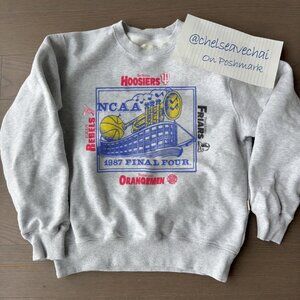 @chelseavechai
On Poshmark
HOOSIERS
NCAA
REBELS
FRIARS
1987 FINAL FOUR
ORANGEMEN